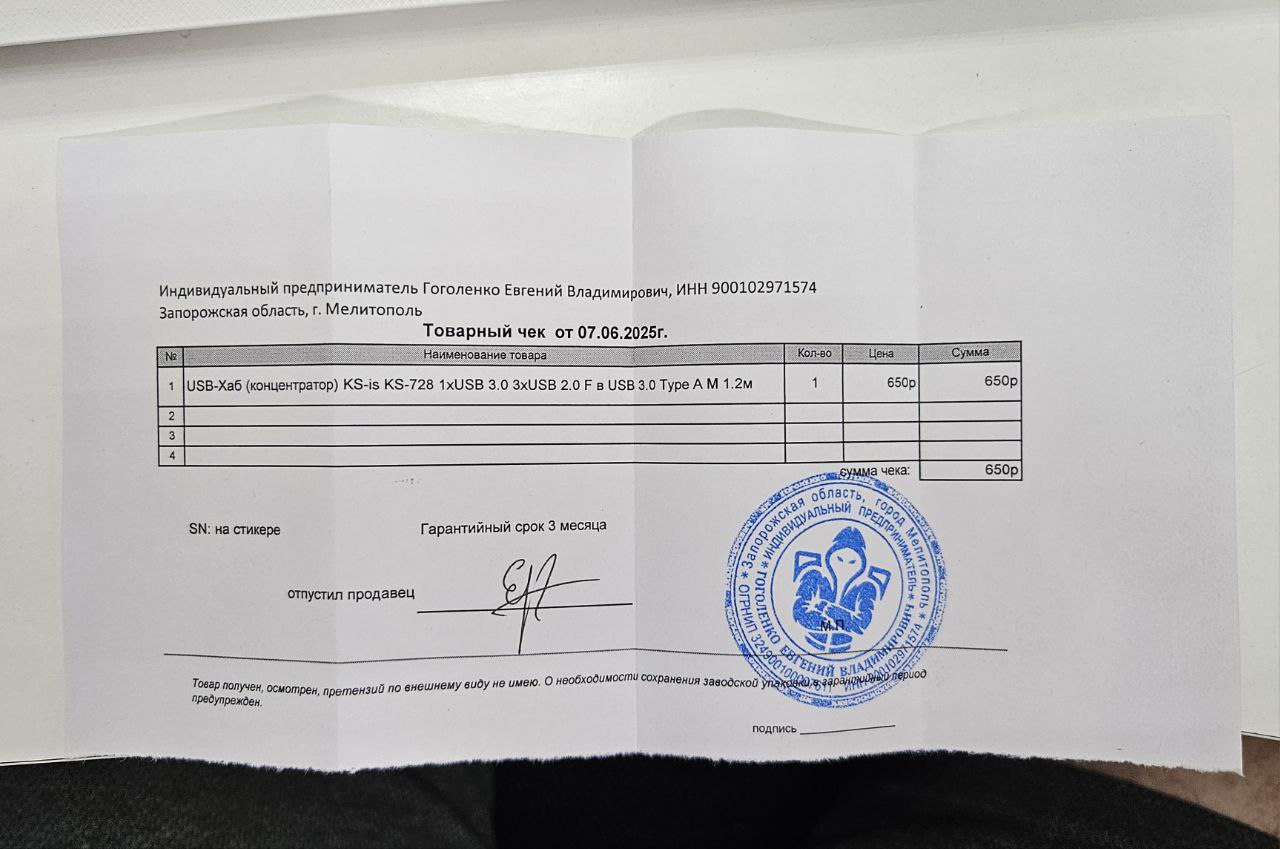 Индивидуальный предприниматель Гоголенко Евгений Владимирович, ИНН 900102971574
Запорожская область, г. Мелитополь
Товарный чек от 07.06.2025г.
№ Наименование товара Кол-во Цена Сумма
1 USB-Хаб (концентратор) KS-is KS-728 1xUSB 3.0 3xUSB 2.0 F в USB 3.0 Type A M 1.2м 1 650р 650р
2
3
4
сумма чека: 650р
SN: на стикере Гарантийный срок 3 месяца
отпустил продавец
* Запорожская область, город Мелитополь *
ОГРНИП ИНН 900102971574
* ИНДИВИДУАЛЬНЫЙ ПРЕДПРИНИМАТЕЛЬ *
ГОГОЛЕНКО ЕВГЕНИЙ ВЛАДИМИРОВИЧ
М.П.
Товар получен, осмотрен, претензий по внешнему виду не имею. О необходимости сохранения заводской упаковки в гарантийный период
предупрежден.
подпись